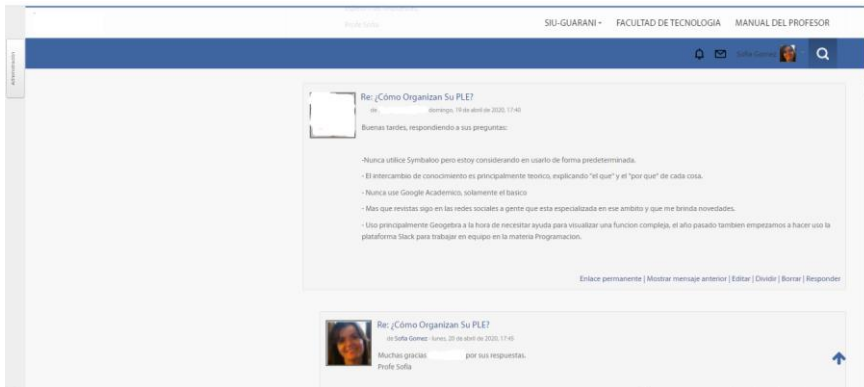 Profe Sofia
SIU-GUARANI
FACULTAD DE TECNOLOGIA
MANUAL DEL PROFESOR
Administración
Sofia Gomez
Re: ¿Cómo Organizan Su PLE?
de domingo, 19 de abril de 2020, 17:40
Buenas tardes, respondiendo a sus preguntas:
-Nunca utilice Symbaloo pero estoy considerando en usarlo de forma predeterminada.
- El intercambio de conocimiento es principalmente teorico, explicando "el que" y el "por que" de cada cosa.
- Nunca use Google Academico, solamente el basico
- Mas que revistas sigo en las redes sociales a gente que esta especializada en ese ambito y que me brinda novedades.
- Uso principalmente Geogebra a la hora de necesitar ayuda para visualizar una funcion compleja, el año pasado tambien empezamos a hacer uso la
plataforma Slack para trabajar en equipo en la materia Programacion.
Enlace permanente | Mostrar mensaje anterior | Editar | Dividir | Borrar | Responder
Re: ¿Cómo Organizan Su PLE?
de Sofia Gomez - lunes, 20 de abril de 2020, 17:45
Muchas gracias por sus respuestas.
Profe Sofia